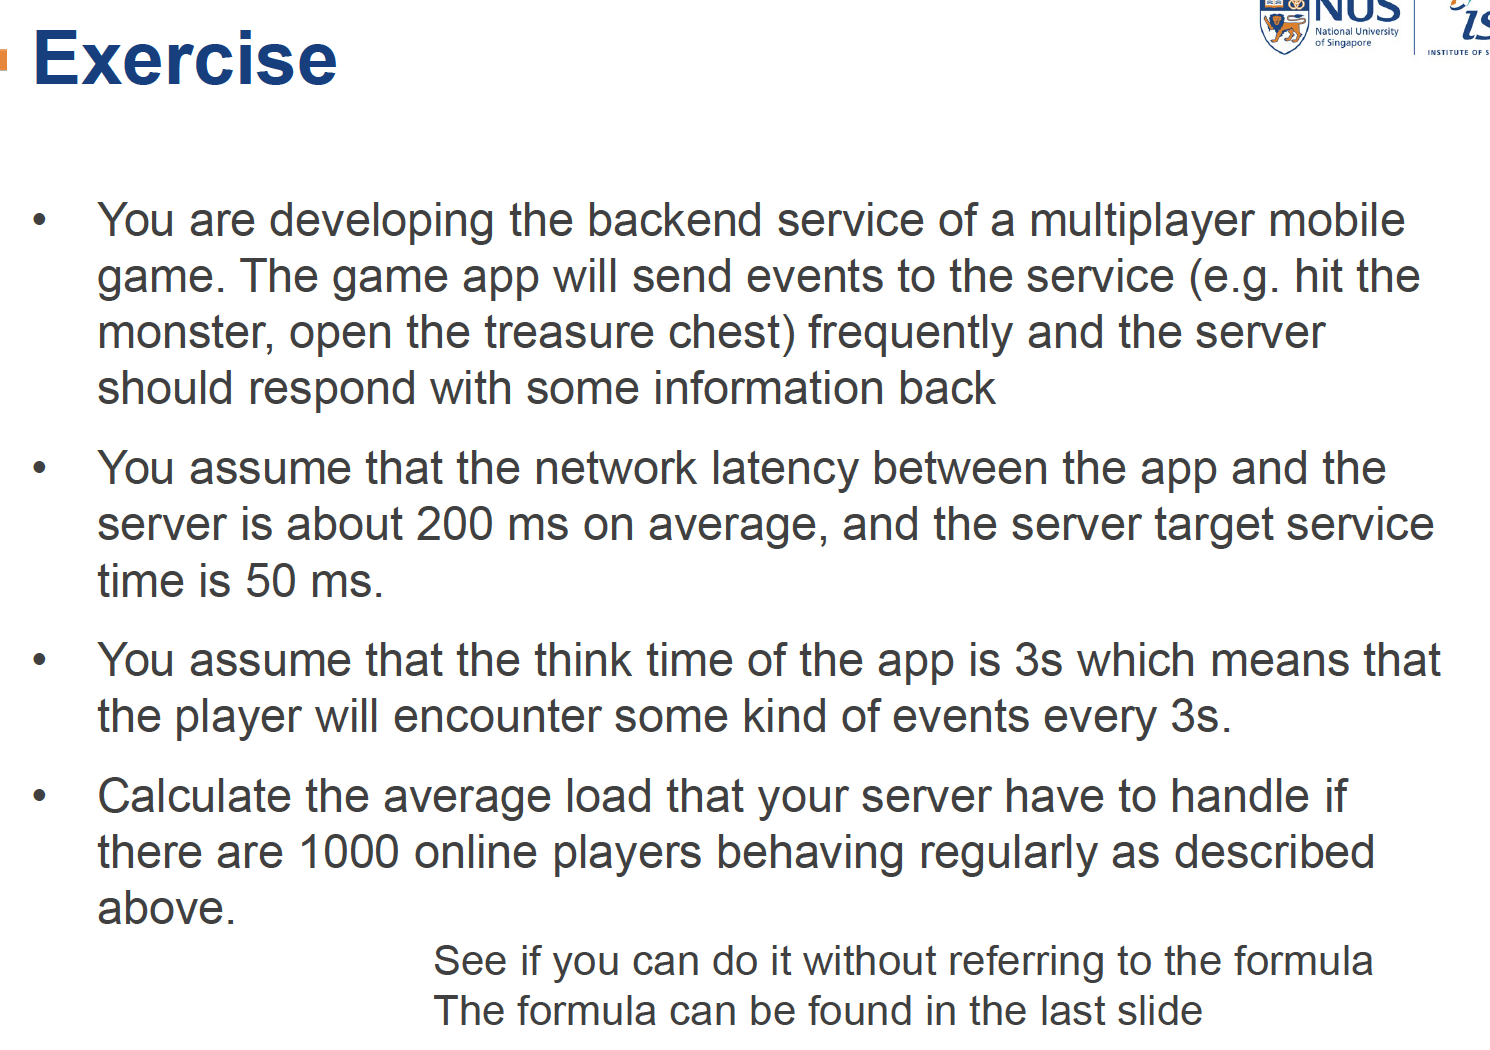 Exercise
NUS
National University
of Singapore
INSTITUTE OF S
• You are developing the backend service of a multiplayer mobile
game. The game app will send events to the service (e.g. hit the
monster, open the treasure chest) frequently and the server
should respond with some information back
• You assume that the network latency between the app and the
server is about 200 ms on average, and the server target service
time is 50 ms.
• You assume that the think time of the app is 3s which means that
the player will encounter some kind of events every 3s.
• Calculate the average load that your server have to handle if
there are 1000 online players behaving regularly as described
above.
See if you can do it without referring to the formula
The formula can be found in the last slide